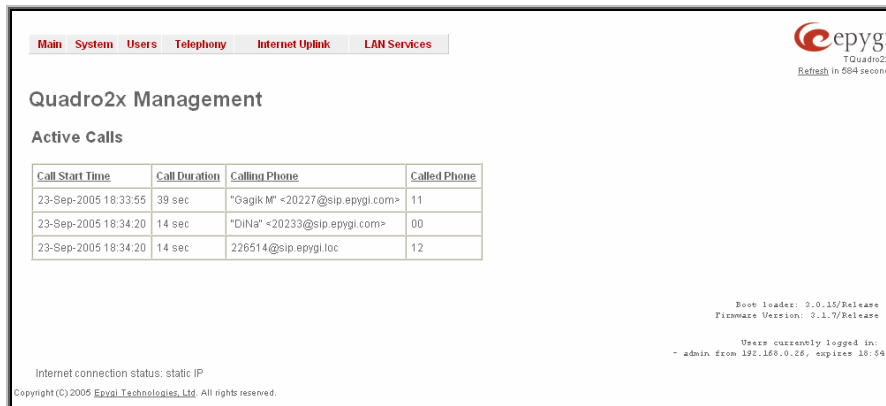 Main System Users Telephony Internet Uplink LAN Services
epygi
TQuadro2x
Refresh in 584 second
Quadro2x Management
Active Calls
Call Start Time Call Duration Calling Phone Called Phone
23-Sep-2005 18:33:55 39 sec "Gagik M" <20227@sip.epygi.com> 11
23-Sep-2005 18:34:20 14 sec "DiNa" <20233@sip.epygi.com> 00
23-Sep-2005 18:34:20 14 sec 226514@sip.epygi.loc 12
Boot loader: 3.0.15/Release
Firmware Version: 3.1.7/Release
Users currently logged in:
- admin from 192.168.0.26, expires 18:54
Internet connection status: static IP
Copyright (C) 2005 Epygi Technologies, Ltd. All rights reserved.